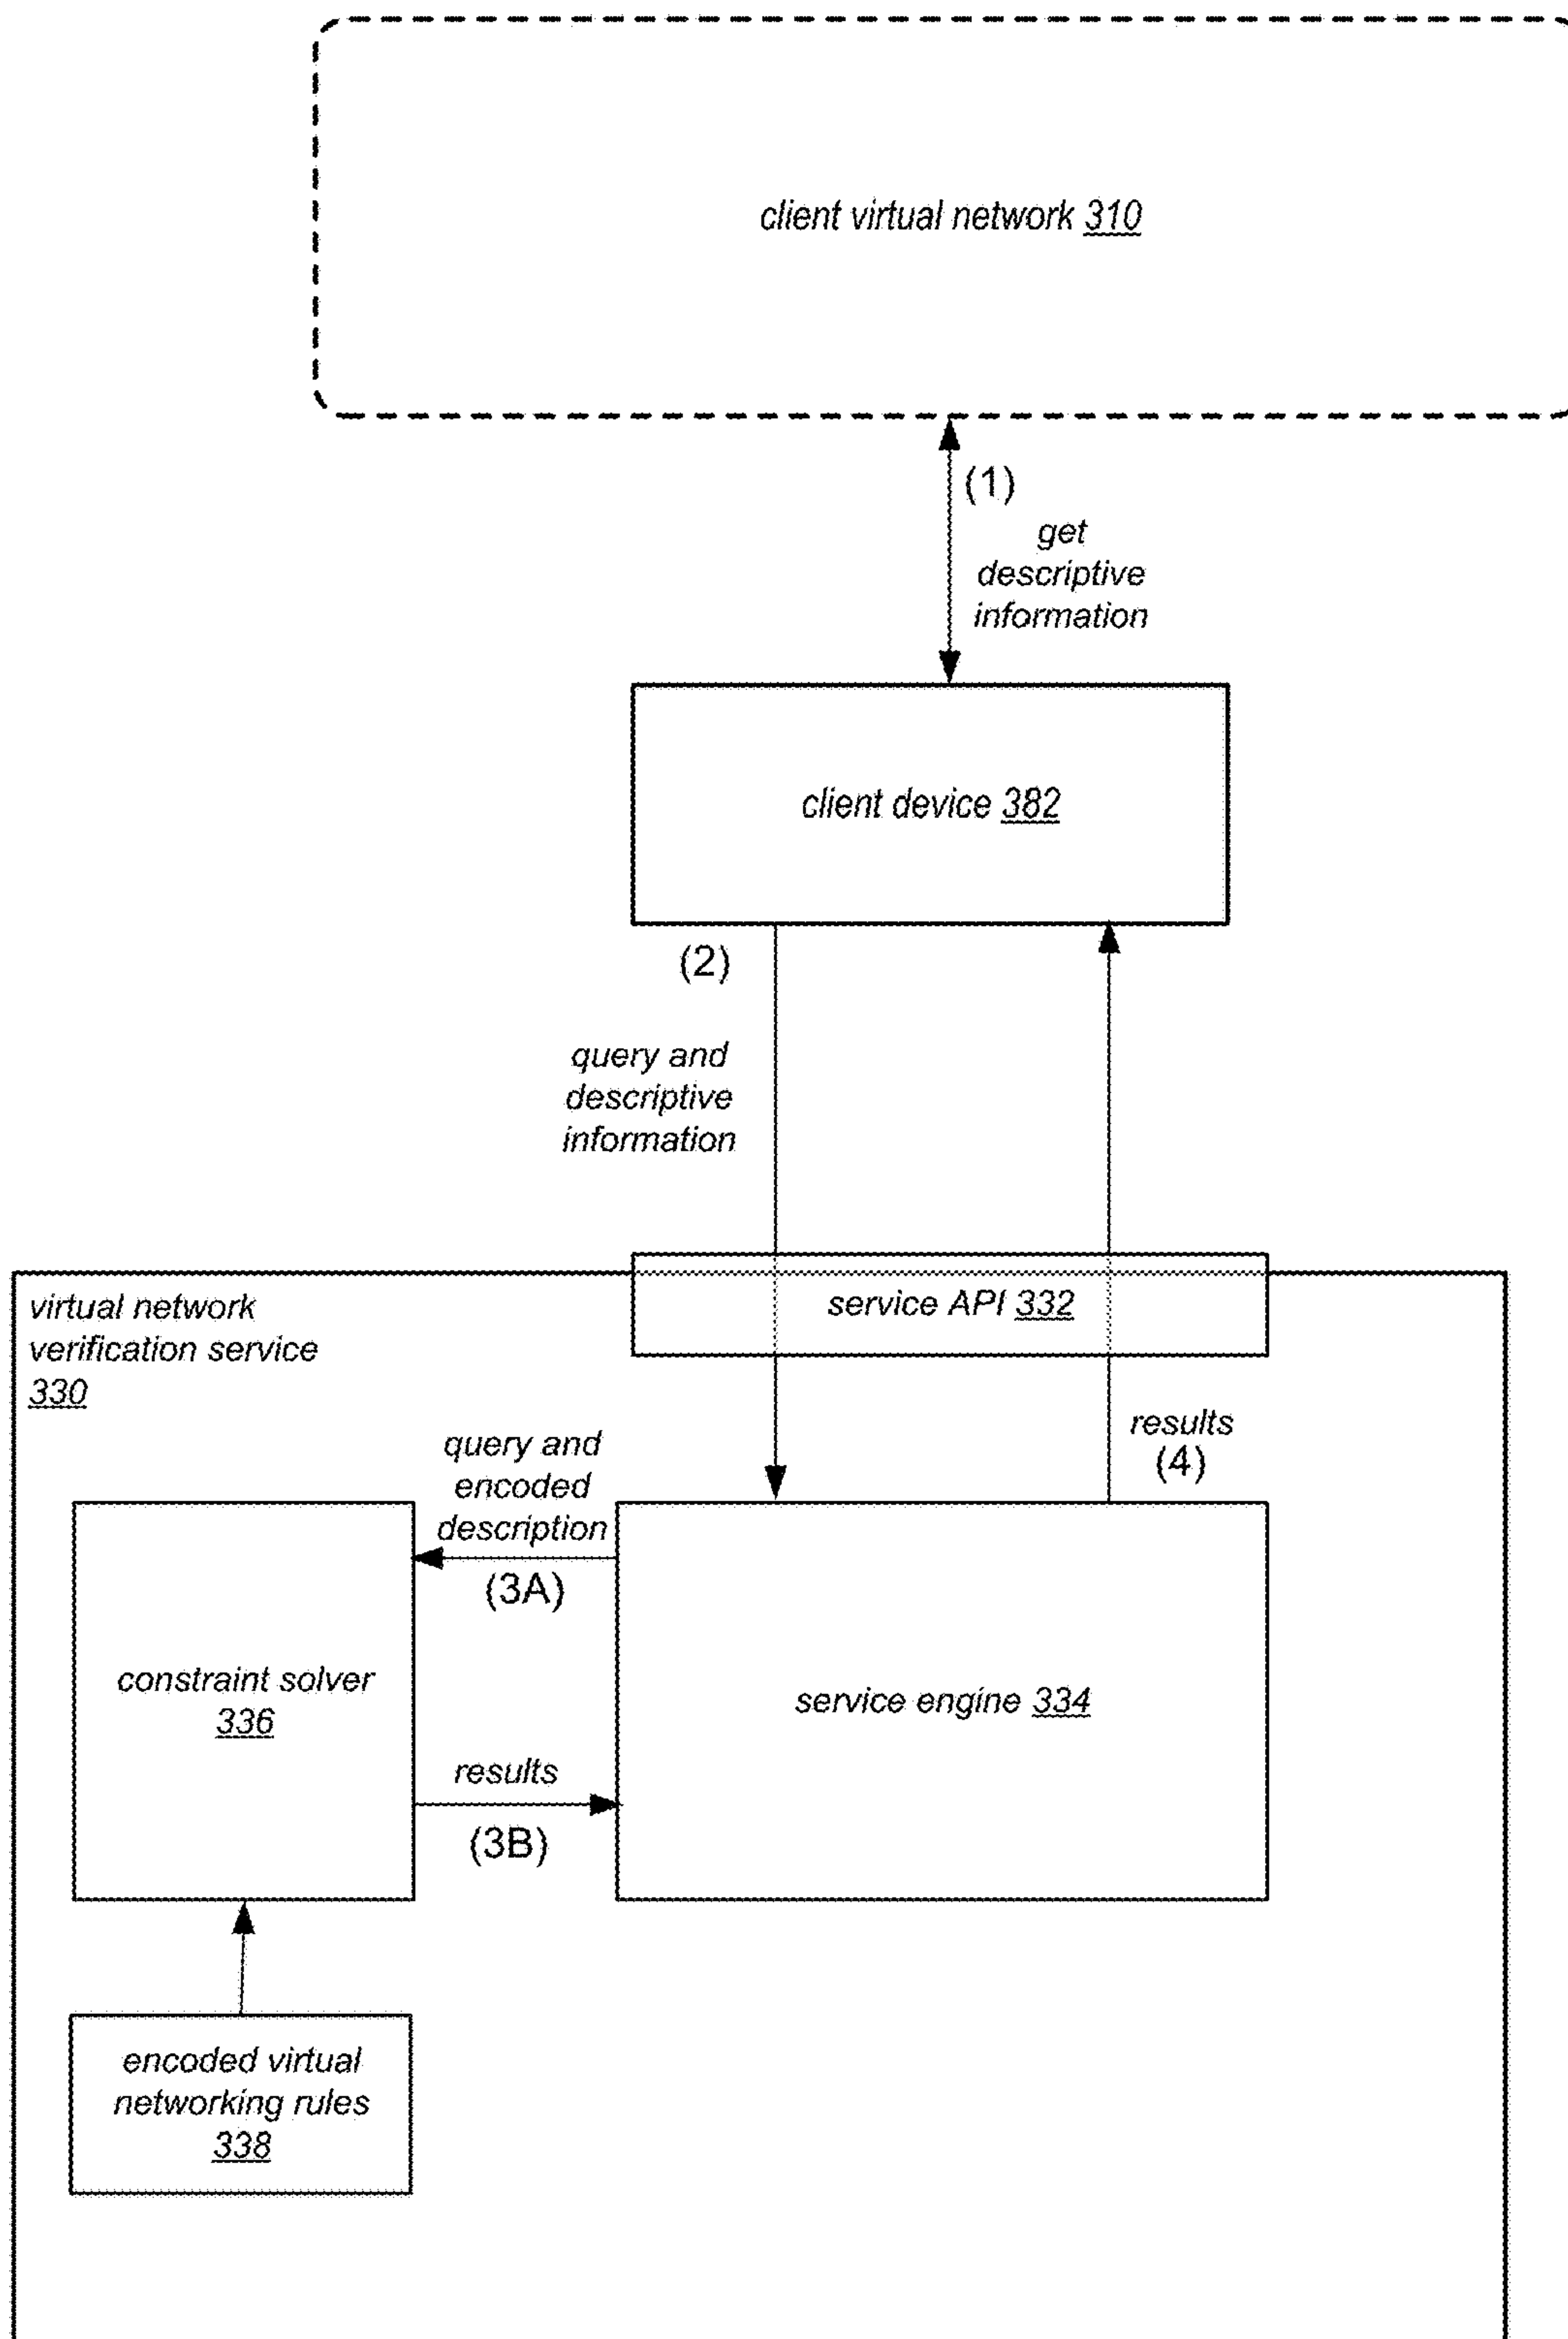 client virtual network 310
(1)
get
descriptive
information
client device 382
(2)
query and
descriptive
information
service API 332
virtual network
verification service
330
results
(4)
query and
encoded
description
(3A)
constraint solver
336
service engine 334
results
(3B)
encoded virtual
networking rules
338